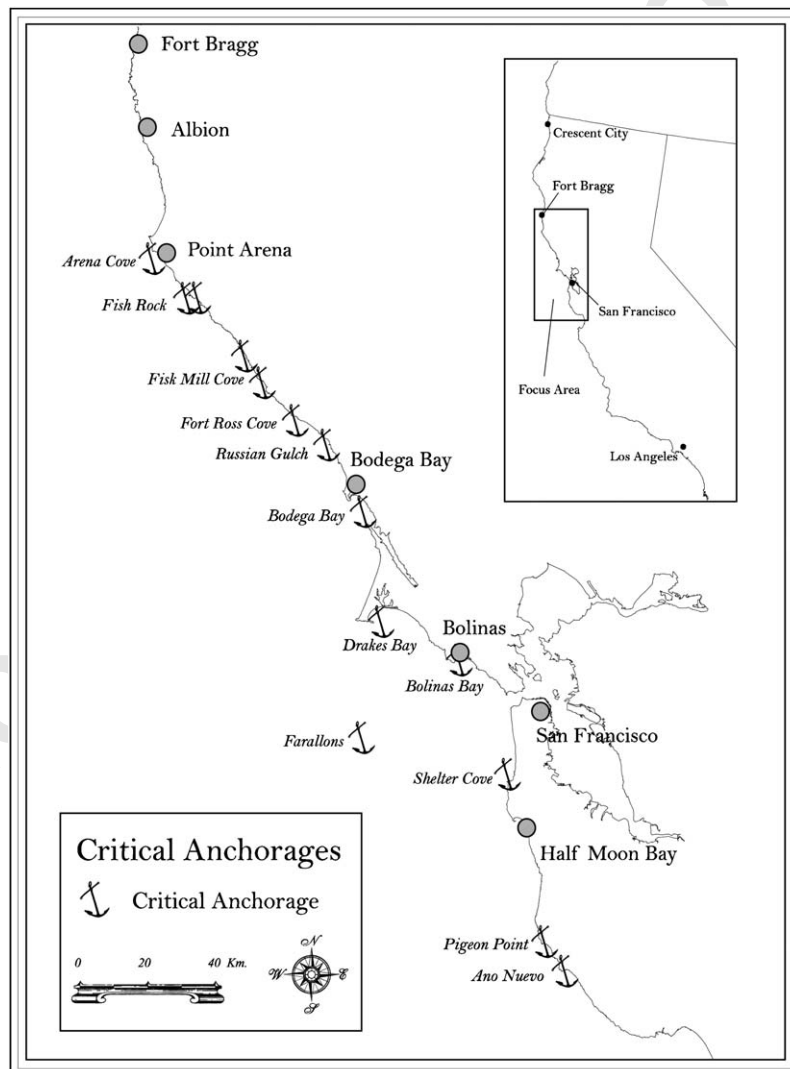 Fort Bragg
Albion
Point Arena
Arena Cove
Fish Rock
Fisk Mill Cove
Fort Ross Cove
Russian Gulch
Bodega Bay
Bodega Bay
Drakes Bay
Bolinas
Bolinas Bay
San Francisco
Farallons
Shelter Cove
Half Moon Bay
Pigeon Point
Ano Nuevo
Crescent City
Fort Bragg
San Francisco
Focus Area
Los Angeles
Critical Anchorages
Critical Anchorage
0 20 40 Km.
N
W E
S